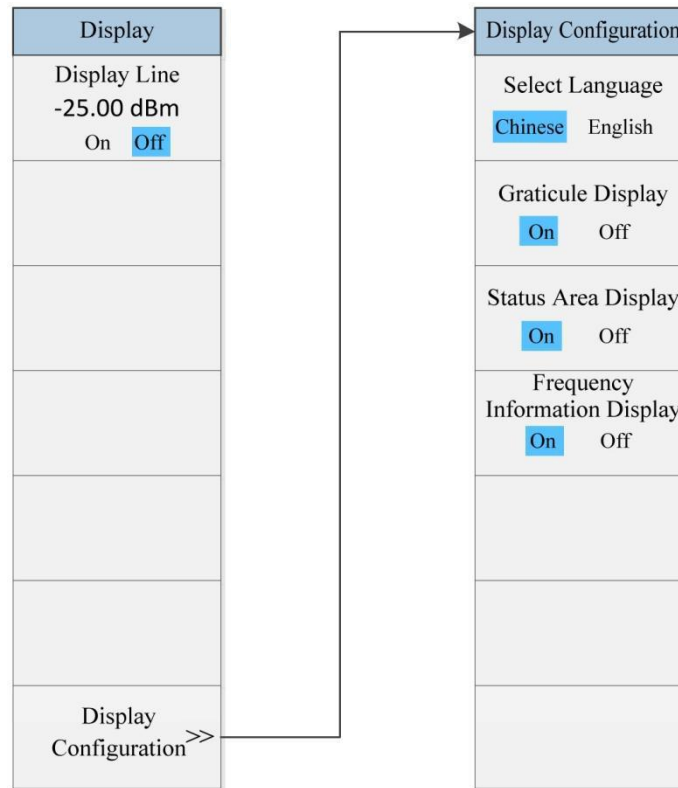 Display
Display Line
-25.00 dBm
On Off
Display
Configuration >>
Display Configuration
Select Language
Chinese English
Graticule Display
On Off
Status Area Display
On Off
Frequency
Information Display
On Off